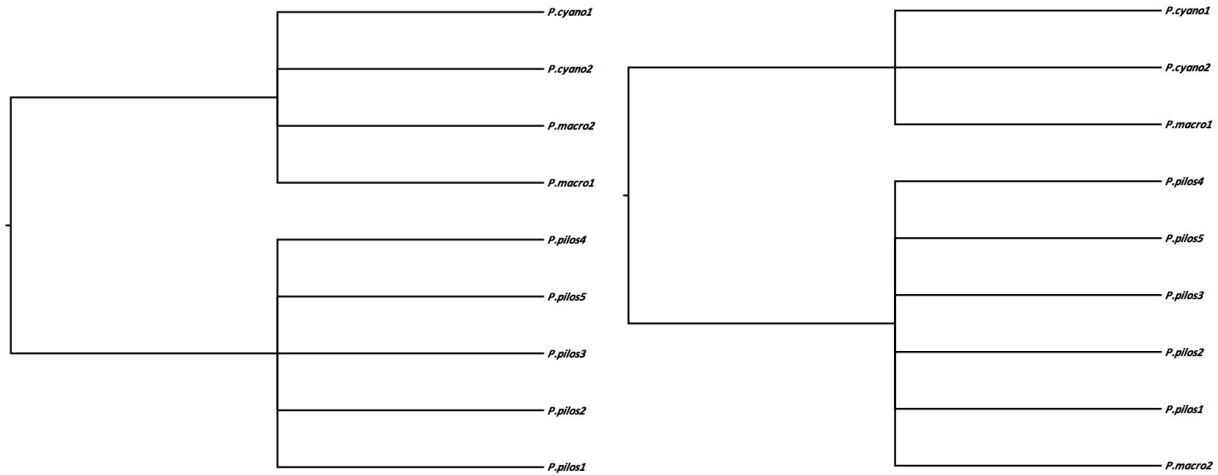 P.cyano1
P.cyano2
P.macro2
P.macro1
P.pilos4
P.pilos5
P.pilos3
P.pilos2
P.pilos1
P.cyano1
P.cyano2
P.macro1
P.pilos4
P.pilos5
P.pilos3
P.pilos2
P.pilos1
P.macro2